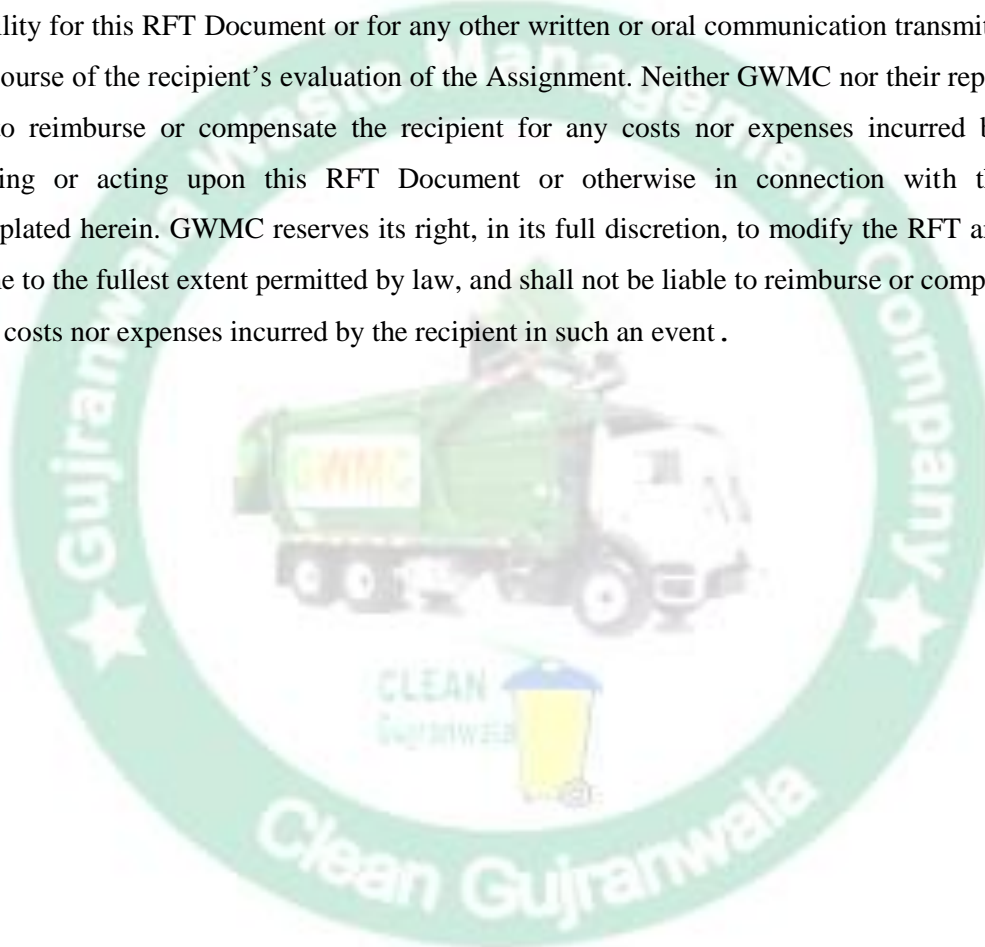 ility for this RFT Document or for any other written or oral communication transmit
ourse of the recipient’s evaluation of the Assignment. Neither GWMC nor their rep
to reimburse or compensate the recipient for any costs nor expenses incurred b
ing or acting upon this RFT Document or otherwise in connection with th
plated herein. GWMC reserves its right, in its full discretion, to modify the RFT a
e to the fullest extent permitted by law, and shall not be liable to reimburse or comp
costs nor expenses incurred by the recipient in such an event.
Gujranwala Waste Management Company
GWMC
CLEAN
Gujranwala
Clean Gujranwala